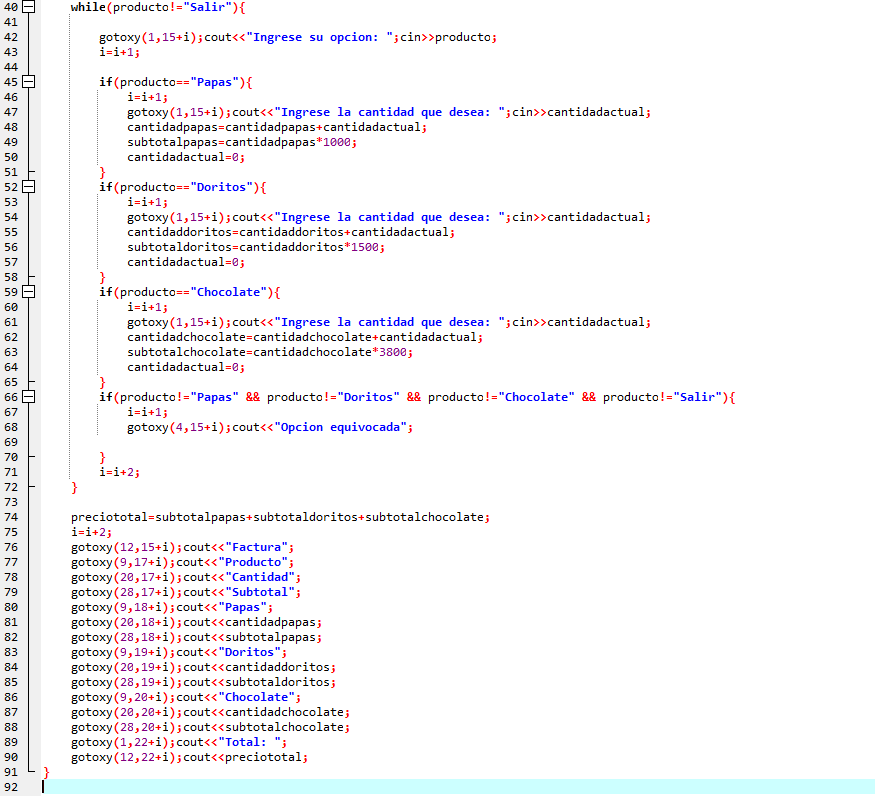 40 while(producto!="Salir"){
41
42 gotoxy(1,15+i);cout<<"Ingrese su opcion: ";cin>>producto;
43 i=i+1;
44
45 if(producto=="Papas"){
46 i=i+1;
47 gotoxy(1,15+i);cout<<"Ingrese la cantidad que desea: ";cin>>cantidadactual;
48 cantidadpapas=cantidadpapas+cantidadactual;
49 subtotalpapas=cantidadpapas*1000;
50 cantidadactual=0;
51 }
52 if(producto=="Doritos"){
53 i=i+1;
54 gotoxy(1,15+i);cout<<"Ingrese la cantidad que desea: ";cin>>cantidadactual;
55 cantidaddoritos=cantidaddoritos+cantidadactual;
56 subtotaldoritos=cantidaddoritos*1500;
57 cantidadactual=0;
58 }
59 if(producto=="Chocolate"){
60 i=i+1;
61 gotoxy(1,15+i);cout<<"Ingrese la cantidad que desea: ";cin>>cantidadactual;
62 cantidadchocolate=cantidadchocolate+cantidadactual;
63 subtotalchocolate=cantidadchocolate*3800;
64 cantidadactual=0;
65 }
66 if(producto!="Papas" && producto!="Doritos" && producto!="Chocolate" && producto!="Salir"){
67 i=i+1;
68 gotoxy(4,15+i);cout<<"Opcion equivocada";
69
70 }
71 i=i+2;
72 }
73
74 preciototal=subtotalpapas+subtotaldoritos+subtotalchocolate;
75 i=i+2;
76 gotoxy(12,15+i);cout<<"Factura";
77 gotoxy(9,17+i);cout<<"Producto";
78 gotoxy(20,17+i);cout<<"Cantidad";
79 gotoxy(28,17+i);cout<<"Subtotal";
80 gotoxy(9,18+i);cout<<"Papas";
81 gotoxy(20,18+i);cout<<cantidadpapas;
82 gotoxy(28,18+i);cout<<subtotalpapas;
83 gotoxy(9,19+i);cout<<"Doritos";
84 gotoxy(20,19+i);cout<<cantidaddoritos;
85 gotoxy(28,19+i);cout<<subtotaldoritos;
86 gotoxy(9,20+i);cout<<"Chocolate";
87 gotoxy(20,20+i);cout<<cantidadchocolate;
88 gotoxy(28,20+i);cout<<subtotalchocolate;
89 gotoxy(1,22+i);cout<<"Total: ";
90 gotoxy(12,22+i);cout<<preciototal;
91 }
92